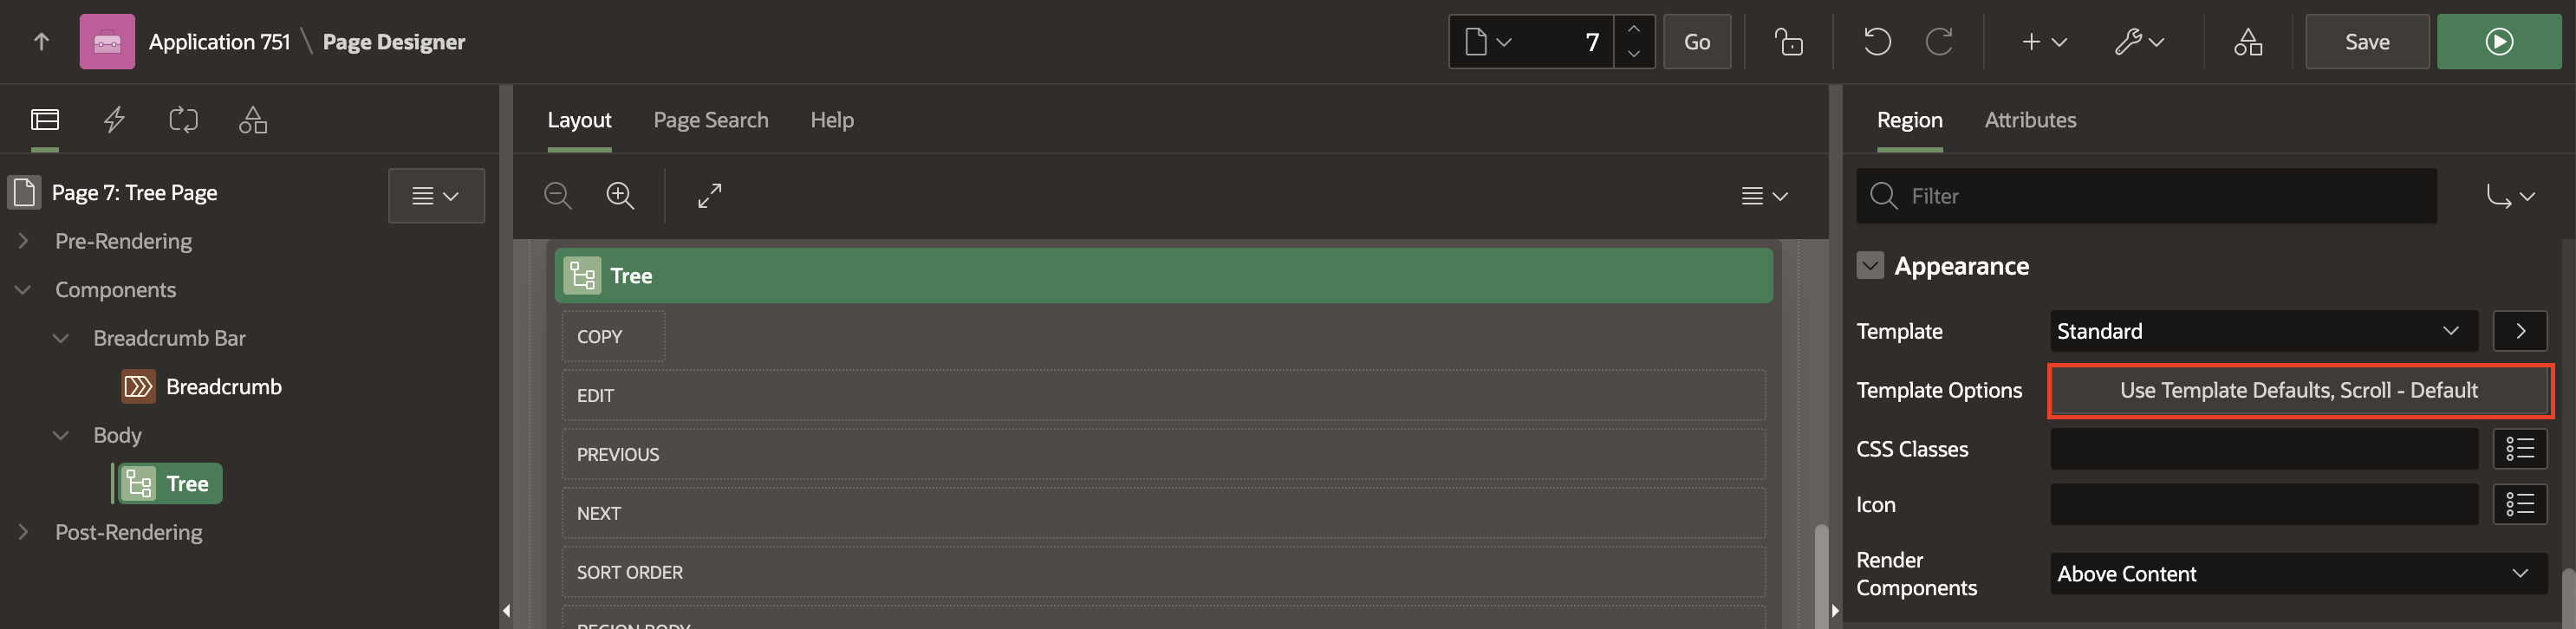 Application 751 \ Page Designer
7
Go
Save
Layout
Page Search
Help
Region
Attributes
Page 7: Tree Page
Pre-Rendering
Components
Breadcrumb Bar
Breadcrumb
Body
Tree
Post-Rendering
Tree
COPY
EDIT
PREVIOUS
NEXT
SORT ORDER
REGION BODY
Filter
Appearance
Template
Standard
Template Options
Use Template Defaults, Scroll - Default
CSS Classes
Icon
Render
Components
Above Content